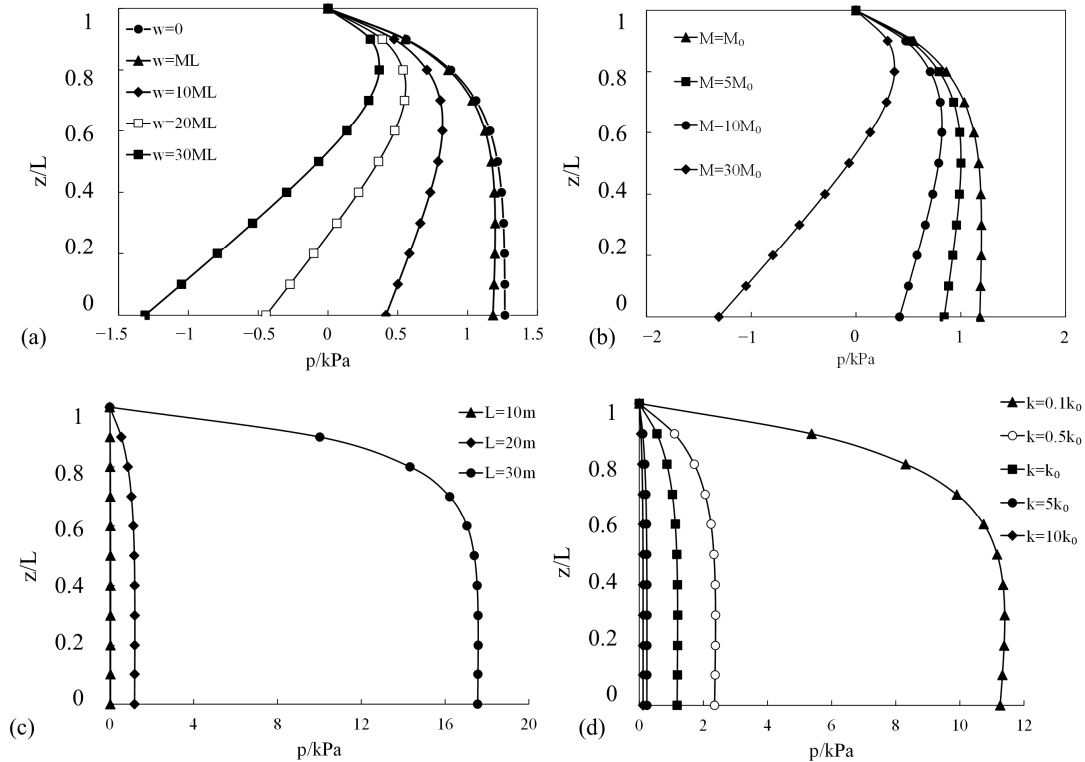 w=0
w=ML
w=10ML
w=20ML
w=30ML
1
0.8
0.6
0.4
0.2
0
z/L
−1.5 −1 −0.5 0 0.5 1 1.5
p/kPa
(a)
M=M₀
M=5M₀
M−10M₀
M=30M₀
1
0.8
0.6
0.4
0.2
0
z/L
−2 −1 0 1 2
p/kPa
(b)
L=10m
L=20m
L=30m
1
0.8
0.6
0.4
0.2
0
z/L
0 4 8 12 16 20
p/kPa
(c)
k=0.1k₀
k=0.5k₀
k=k₀
k=5k₀
k=10k₀
1
0.8
0.6
0.4
0.2
0
z/L
0 2 4 6 8 10 12
p/kPa
(d)